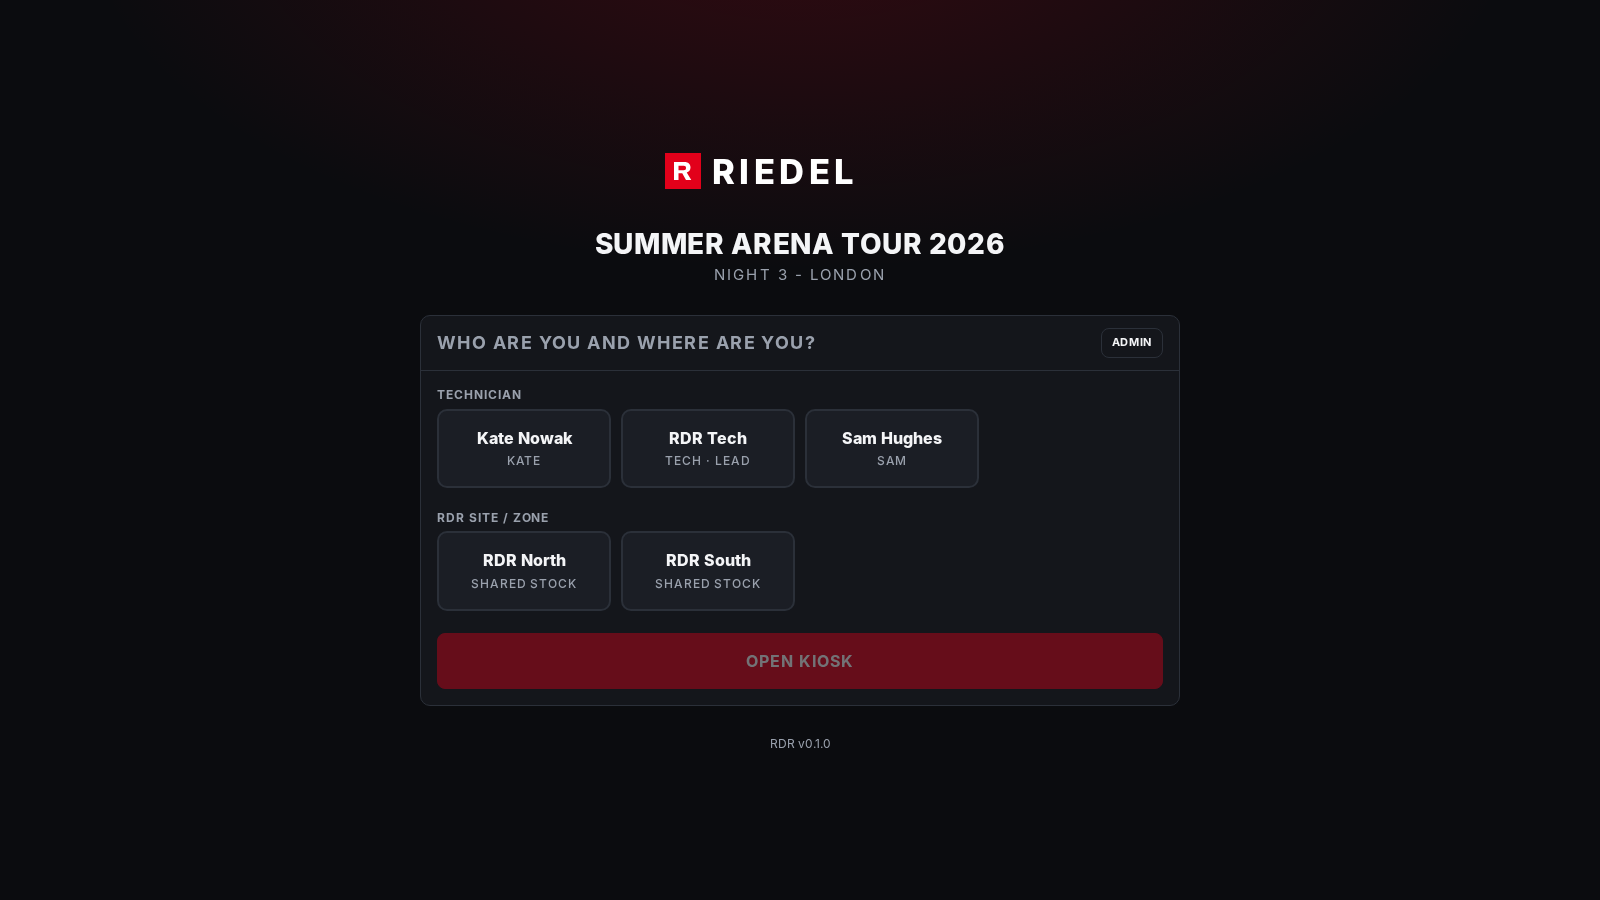 R RIEDEL
SUMMER ARENA TOUR 2026
NIGHT 3 - LONDON
WHO ARE YOU AND WHERE ARE YOU?
ADMIN
TECHNICIAN
Kate Nowak
KATE
RDR Tech
TECH · LEAD
Sam Hughes
SAM
RDR SITE / ZONE
RDR North
SHARED STOCK
RDR South
SHARED STOCK
OPEN KIOSK
RDR v0.1.0